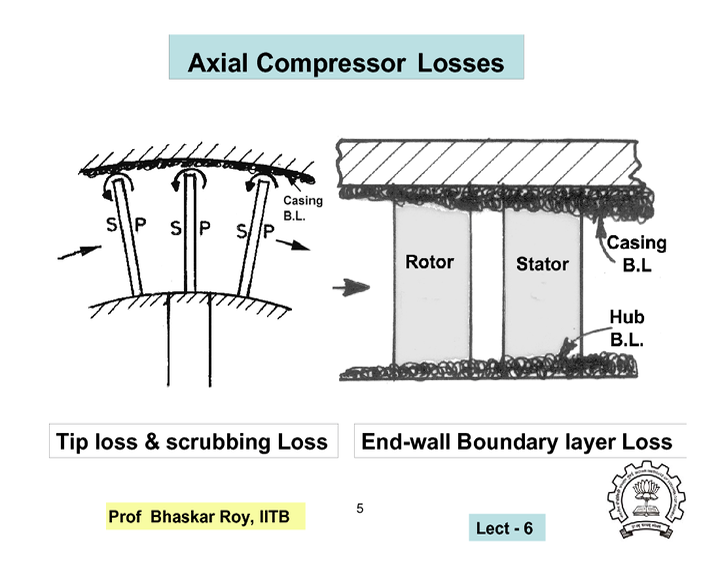 Axial Compressor Losses
Casing
B.L.
S P S P S P
Rotor
Stator
Casing
B.L
Hub
B.L.
Tip loss & scrubbing Loss
End-wall Boundary layer Loss
Prof Bhaskar Roy, IITB
5
Lect - 6